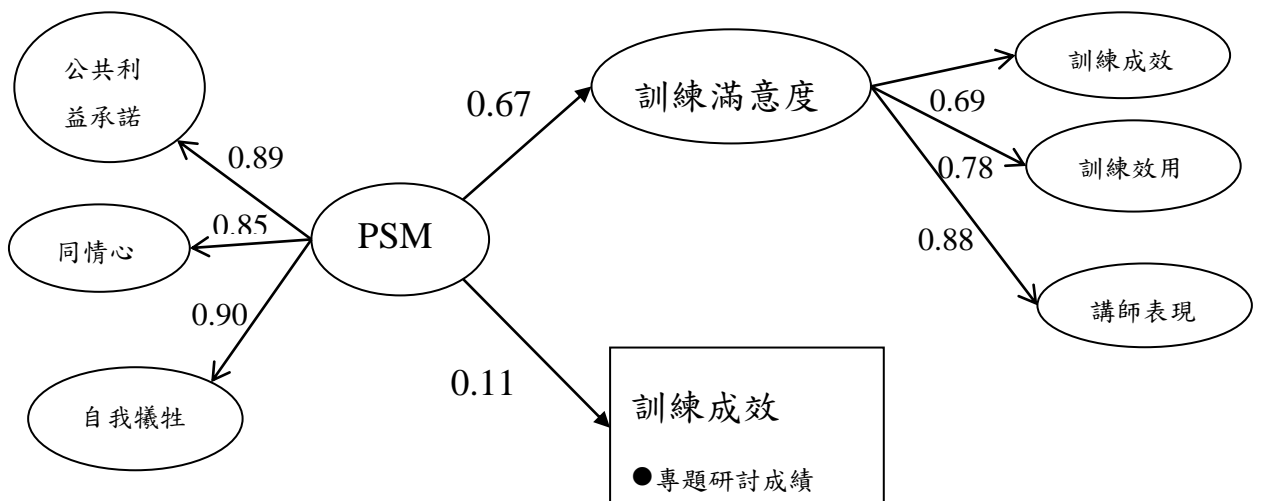 公共利
益承諾
0.89
同情心
0.85
0.90
自我犧牲
PSM
0.67
0.11
訓練滿意度
訓練成效
0.69
訓練效用
0.78
0.88
講師表現
訓練成效
●專題研討成績